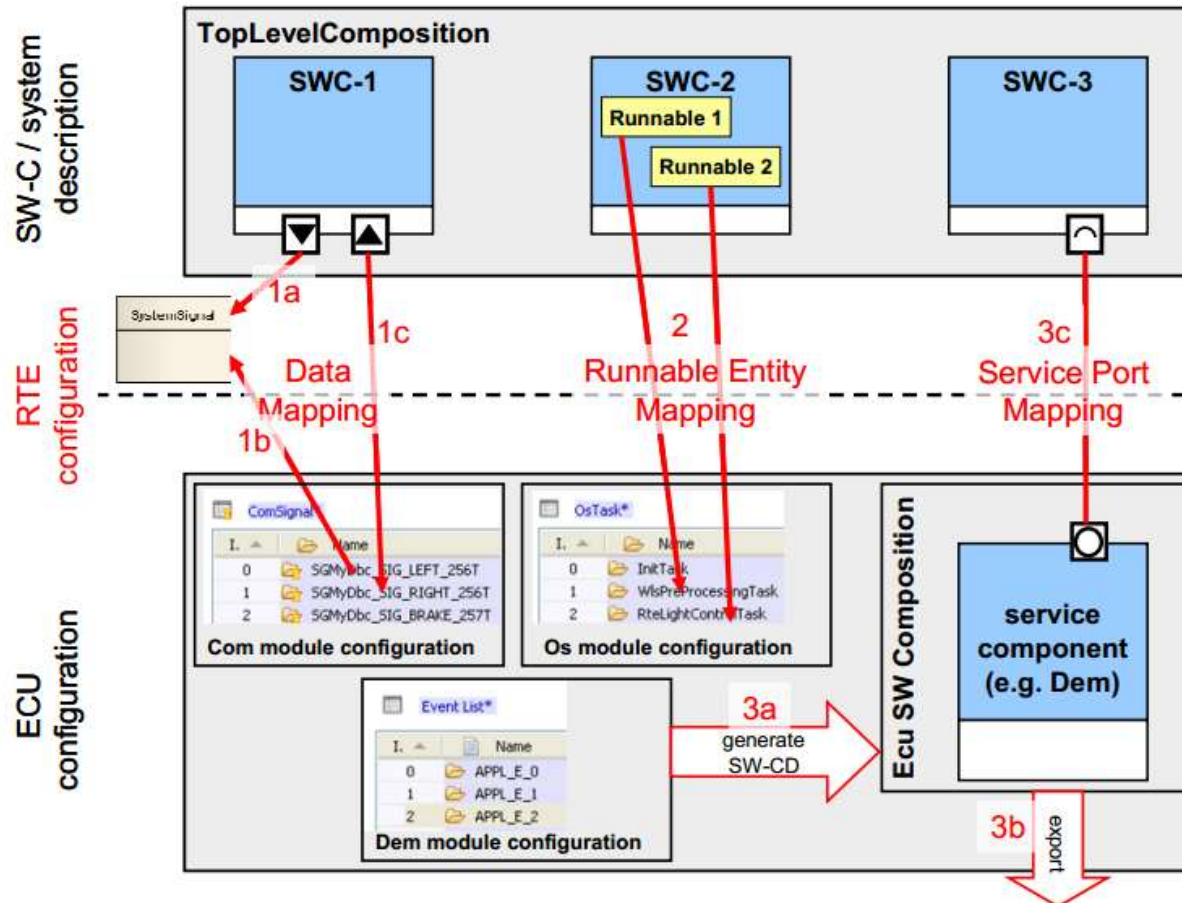 TopLevelComposition
SW-C / system
description
SWC-1
SWC-2
SWC-3
Runnable 1
Runnable 2
1a
SystemSignal
1c
2
3c
RTE
configuration
Data
Mapping
Runnable Entity
Mapping
Service Port
Mapping
1b
ECU
configuration
ComSignal
I. Name
0 SGMyDbc_SIG_LEFT_256T
1 SGMyDbc_SIG_RIGHT_256T
2 SGMyDbc_SIG_BRAKE_257T
Com module configuration
OsTask*
I. Name
0 InitTask
1 WlsPreProcessingTask
2 RteLightControlTask
Os module configuration
Ecu SW Composition
service
component
(e.g. Dem)
Event List*
I. Name
0 APPL_E_0
1 APPL_E_1
2 APPL_E_2
Dem module configuration
3a
generate
SW-CD
3b
export